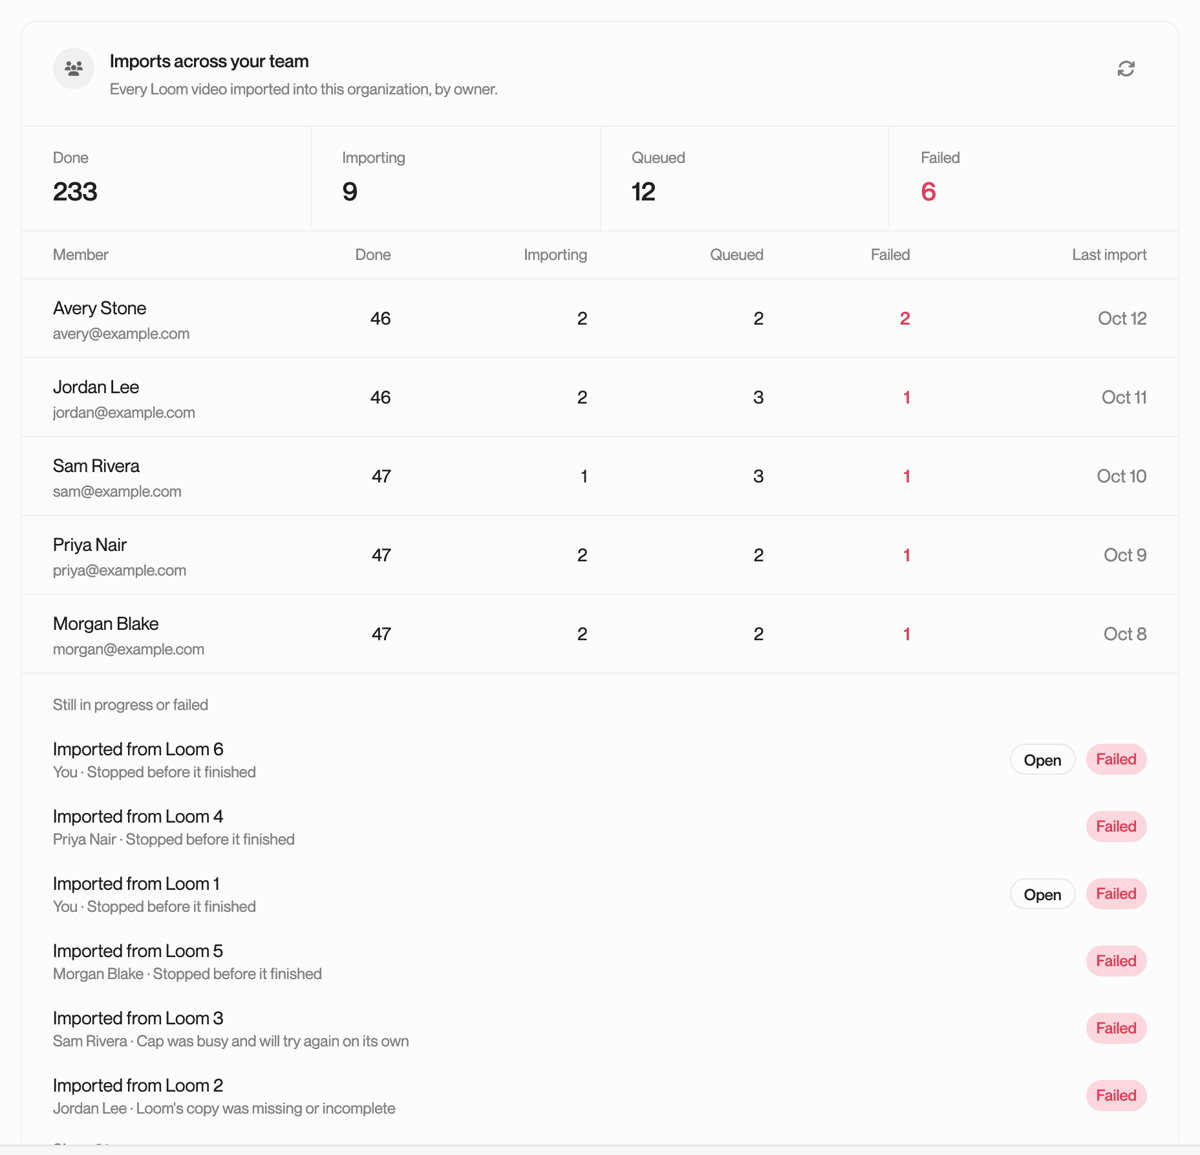 Imports across your team
Every Loom video imported into this organization, by owner.
Done
233
Importing
9
Queued
12
Failed
6
Member Done Importing Queued Failed Last import
Avery Stone
avery@example.com
46 2 2 2 Oct 12
Jordan Lee
jordan@example.com
46 2 3 1 Oct 11
Sam Rivera
sam@example.com
47 1 3 1 Oct 10
Priya Nair
priya@example.com
47 2 2 1 Oct 9
Morgan Blake
morgan@example.com
47 2 2 1 Oct 8
Still in progress or failed
Imported from Loom 6
You · Stopped before it finished
Open Failed
Imported from Loom 4
Priya Nair · Stopped before it finished
Failed
Imported from Loom 1
You · Stopped before it finished
Open Failed
Imported from Loom 5
Morgan Blake · Stopped before it finished
Failed
Imported from Loom 3
Sam Rivera · Cap was busy and will try again on its own
Failed
Imported from Loom 2
Jordan Lee · Loom's copy was missing or incomplete
Failed